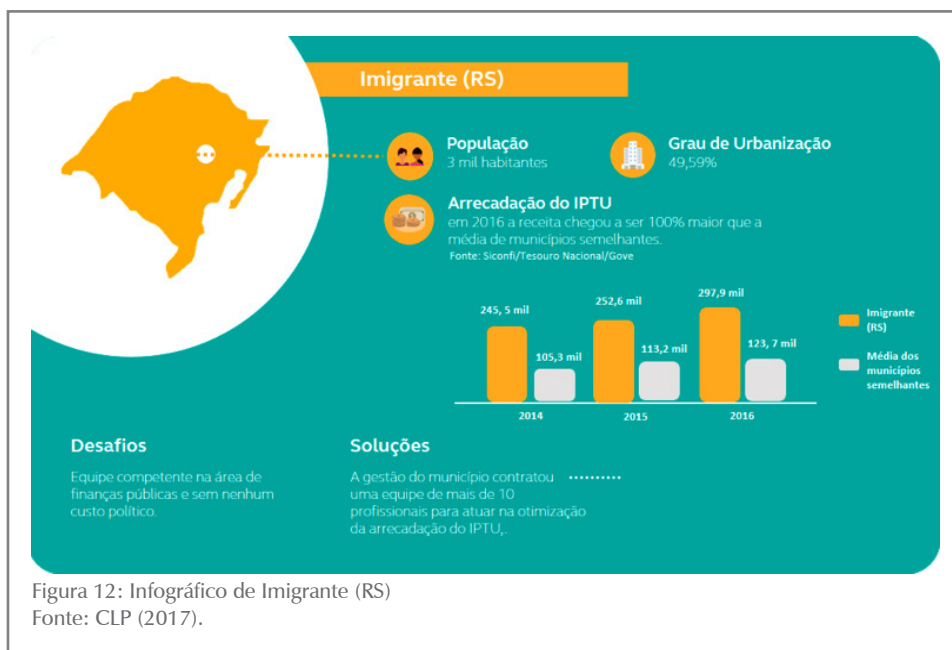 Imigrante (RS)
População
3 mil habitantes
Grau de Urbanização
49,59%
Arrecadação do IPTU
em 2016 a receita chegou a ser 100% maior que a
média de municípios semelhantes.
Fonte: Siconfi/Tesouro Nacional/Gove
245, 5 mil
105,3 mil
252,6 mil
113,2 mil
297,9 mil
123, 7 mil
2014
2015
2016
Imigrante
(RS)
Média dos
municípios
semelhantes
Desafios
Equipe competente na área de
finanças públicas e sem nenhum
custo político.
Soluções
A gestão do município contratou
uma equipe de mais de 10
profissionais para atuar na otimização
da arrecadação do IPTU,.
Figura 12: Infográfico de Imigrante (RS)
Fonte: CLP (2017).